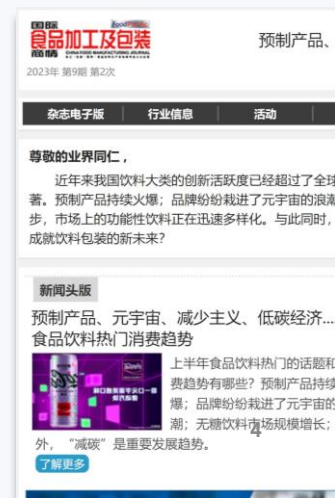 国际
食品加工及包装
商情 CHINA FOOD MANUFACTURING JOURNAL
2023年 第9期 第2次
预制产品、
杂志电子版
行业信息
活动
尊敬的业界同仁，
近年来我国饮料大类的创新活跃度已经超过了全球
著。预制产品持续火爆；品牌纷纷栽进了元宇宙的浪潮
步，市场上的功能性饮料正在迅速多样化。与此同时，
成就饮料包装的新未来？
新闻头版
预制产品、元宇宙、减少主义、低碳经济...
食品饮料热门消费趋势
上半年食品饮料热门的话题和
费趋势有哪些？预制产品持续
爆；品牌纷纷栽进了元宇宙的
潮；无糖饮料市场规模增长；
外，“减碳”是重要发展趋势。
4
了解更多